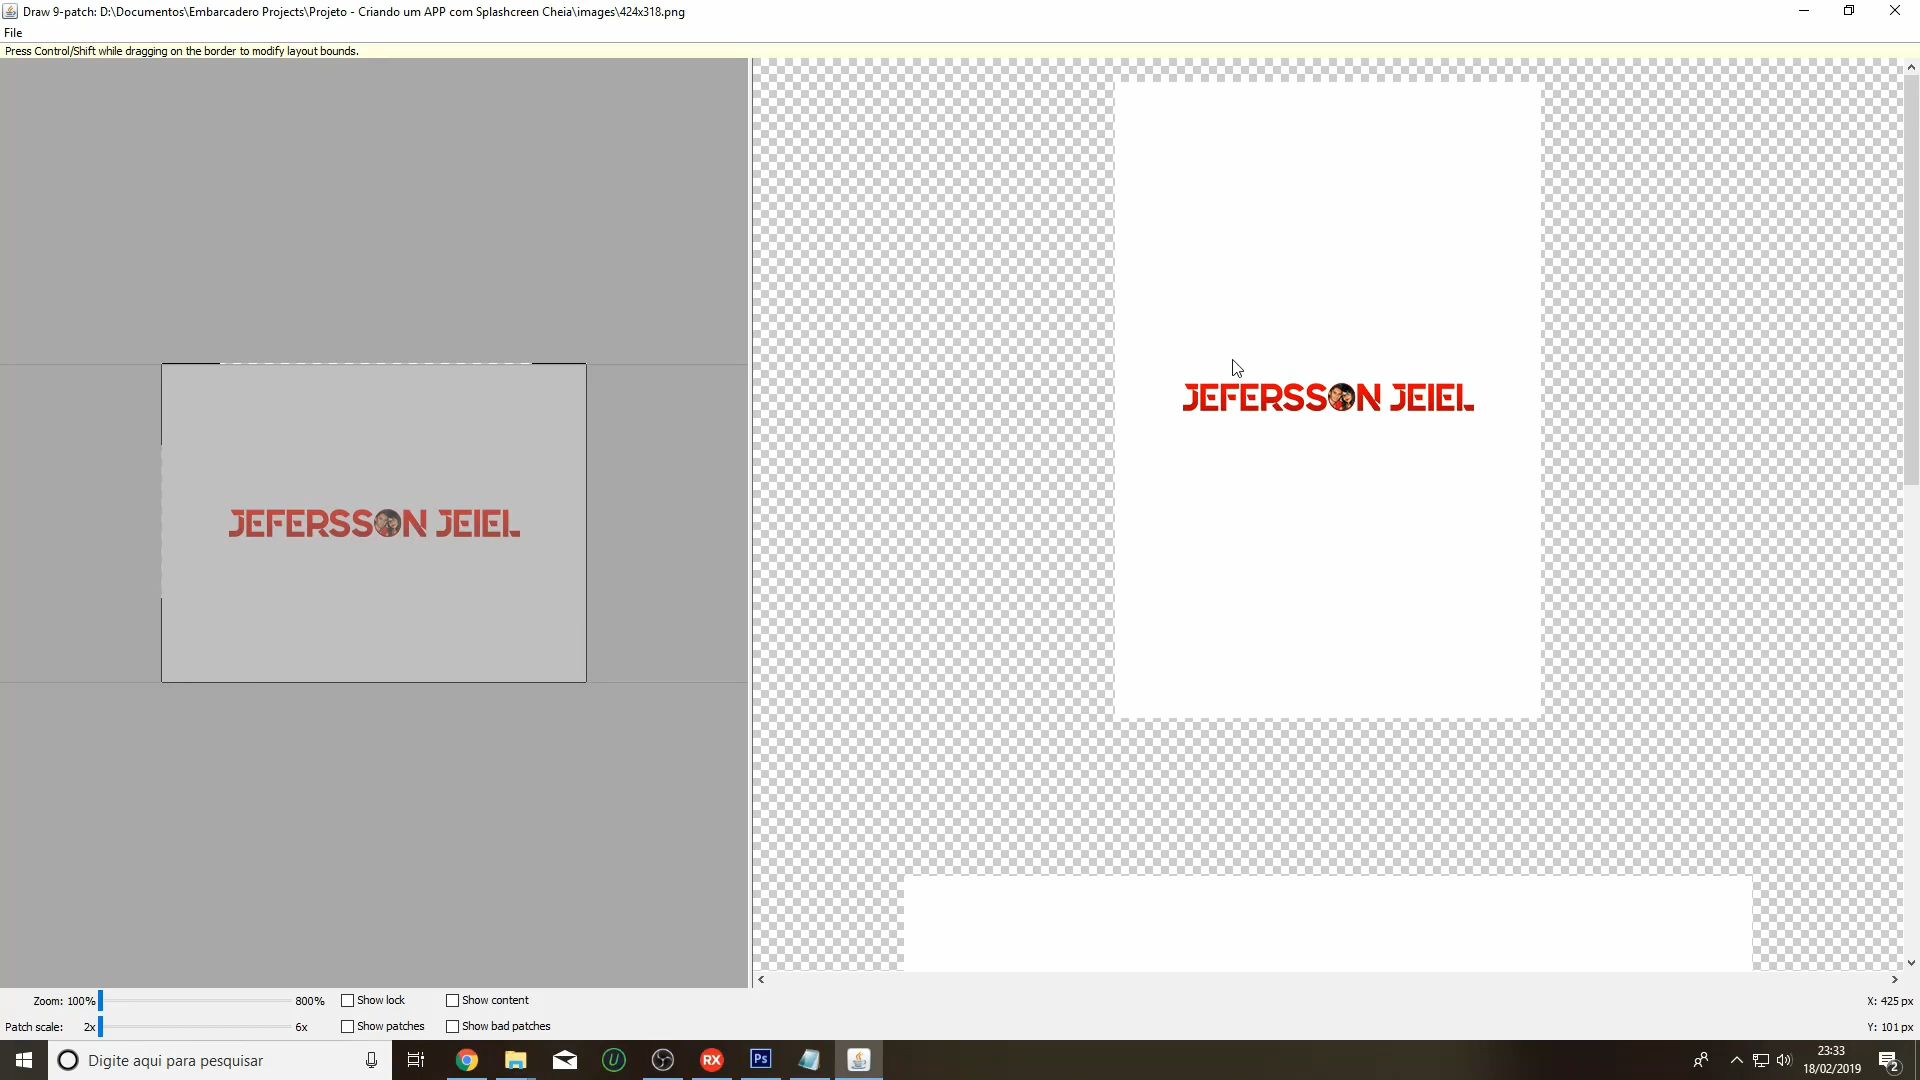 Draw 9-patch: D:\Documentos\Embarcadero Projects\Projeto - Criando um APP com Splashcreen Cheia\images\424x318.png
File
Press Control/Shift while dragging on the border to modify layout bounds.
JEFERSSON JEIEL
JEFERSSON JEIEL
Zoom: 100% 800% Show lock Show content X: 425 px
Patch scale: 2x 6x Show patches Show bad patches Y: 101 px
Digite aqui para pesquisar
U
RX
Ps
23:33
18/02/2019
2